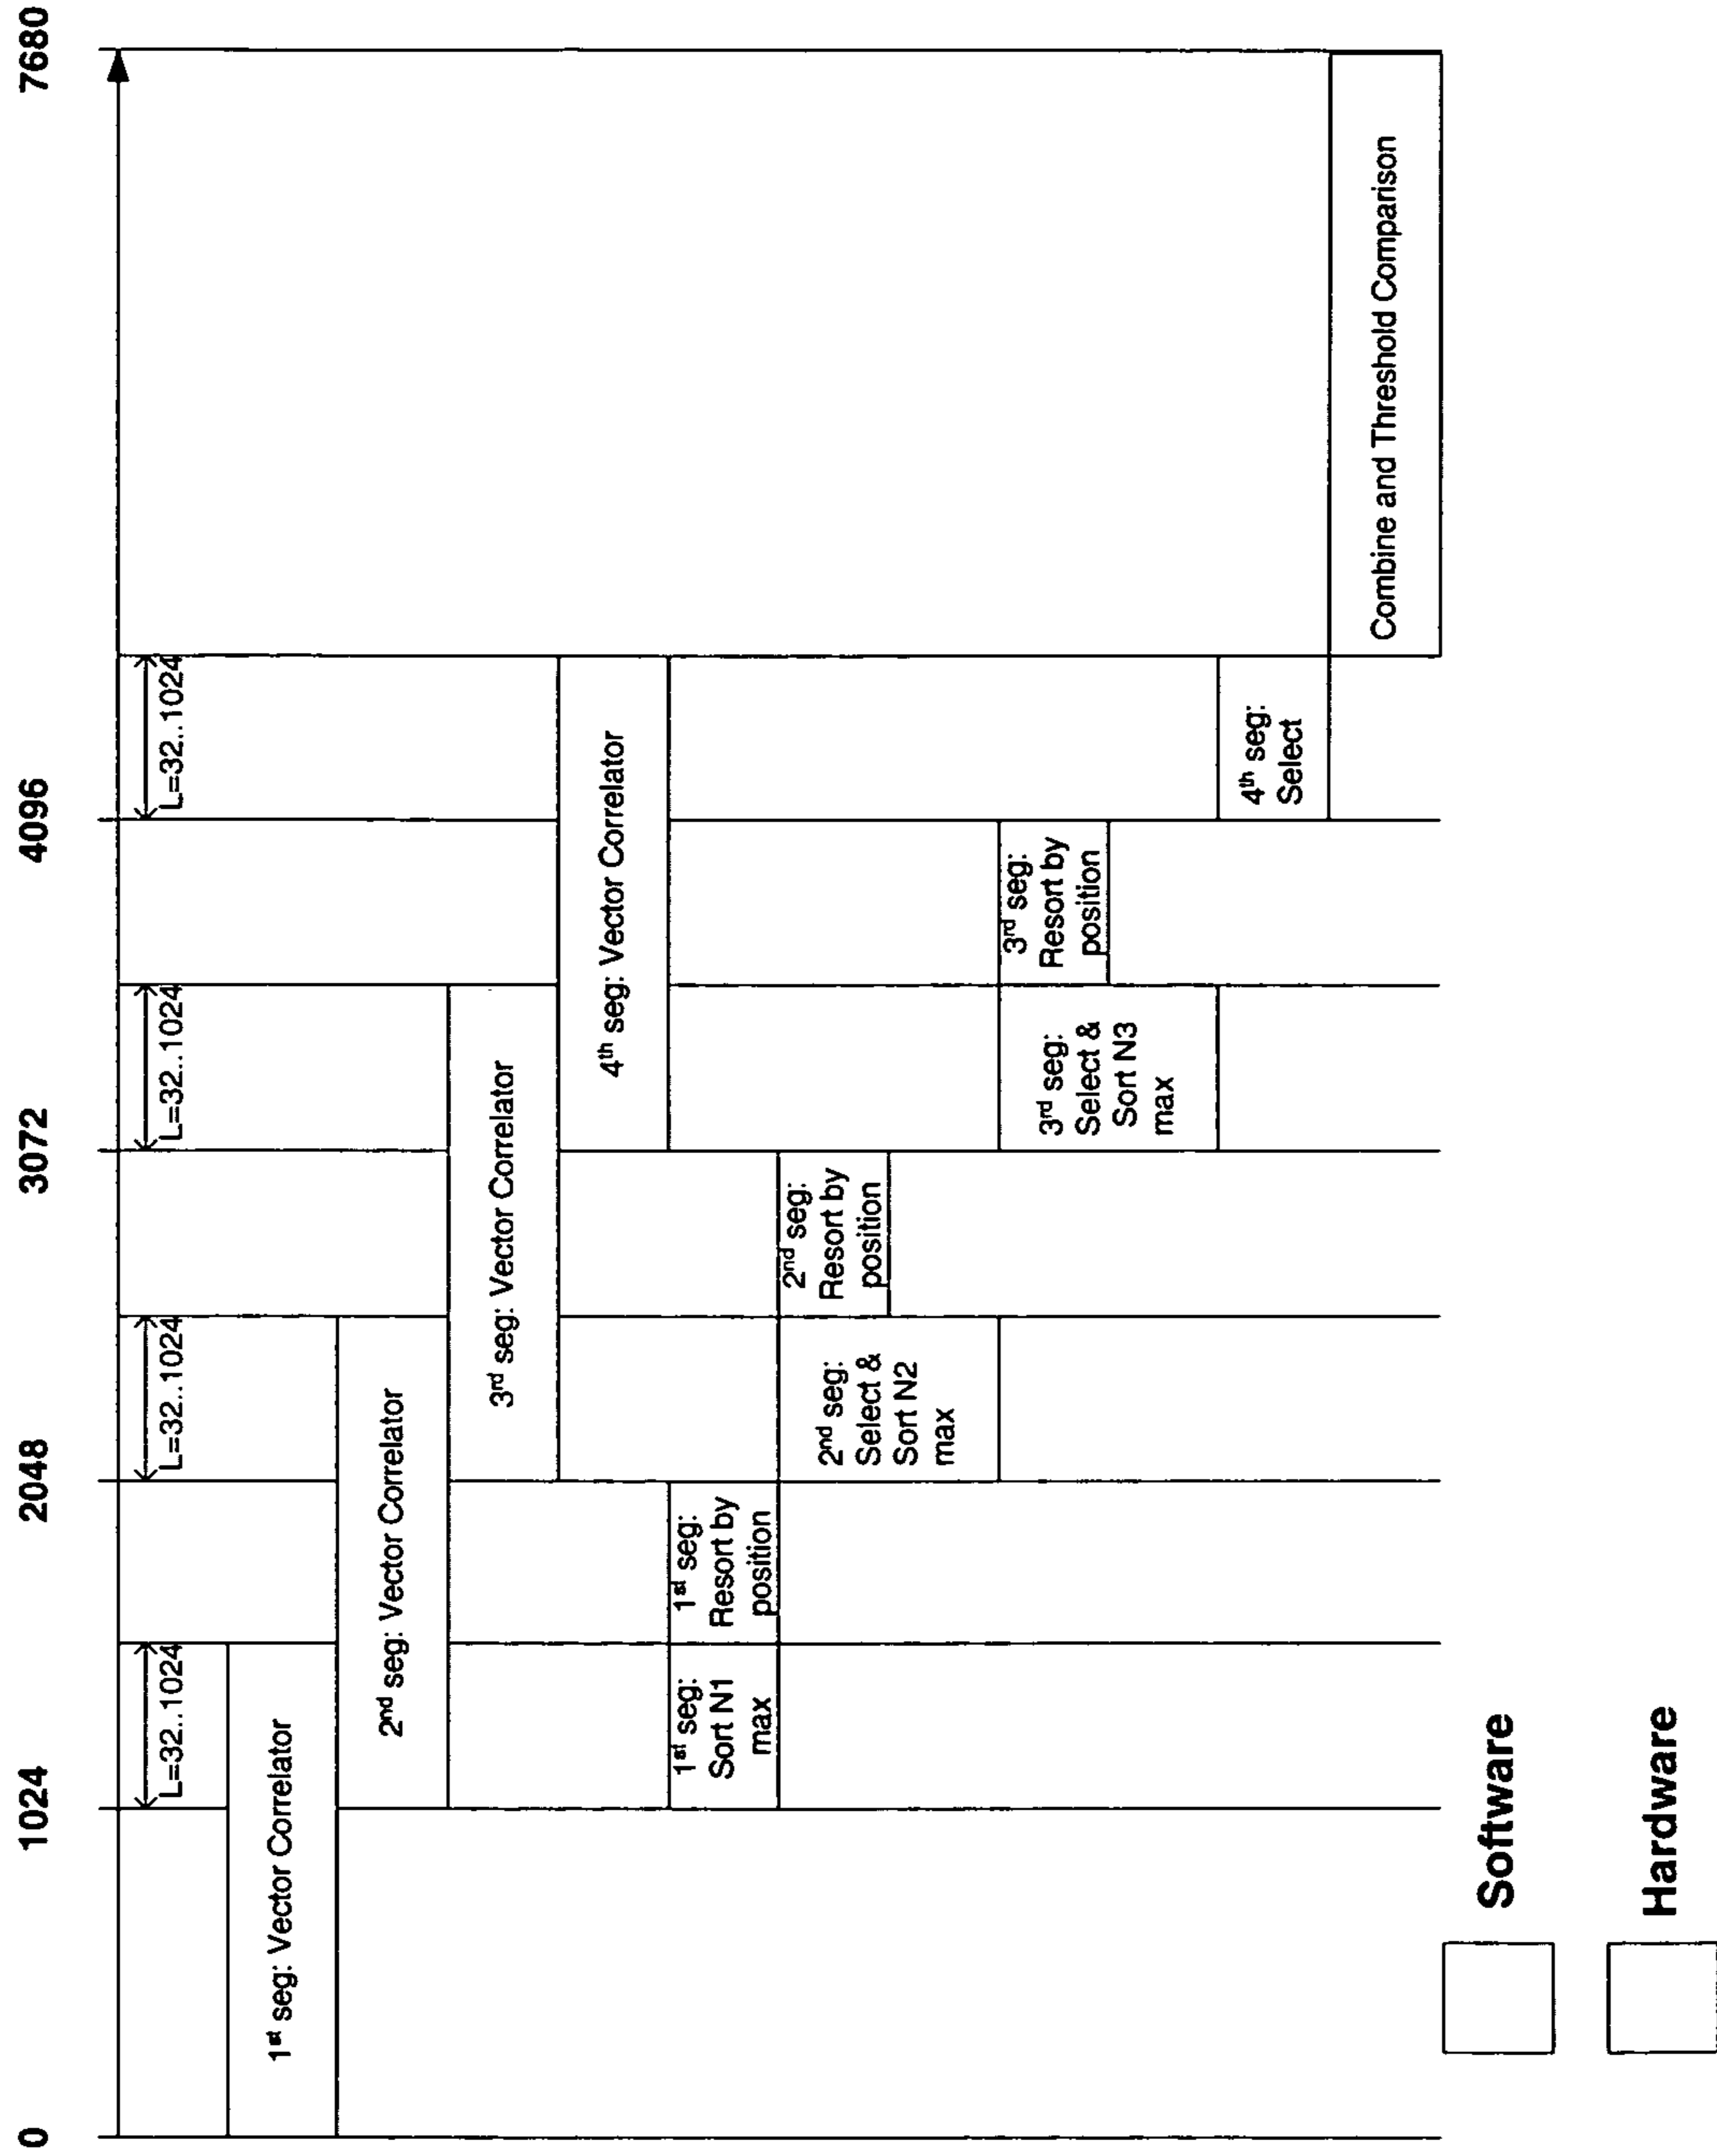 0 1024 2048 3072 4096 7680
L=32..1024 L=32..1024 L=32..1024 L=32..1024
1st seg: Vector Correlator
2nd seg: Vector Correlator
3rd seg: Vector Correlator
4th seg: Vector Correlator
1st seg:
Sort N1
max
1st seg:
Resort by
position
2nd seg:
Select &
Sort N2
max
2nd seg:
Resort by
position
3rd seg:
Select &
Sort N3
max
3rd seg:
Resort by
position
4th seg:
Select
Combine and Threshold Comparison
Software
Hardware